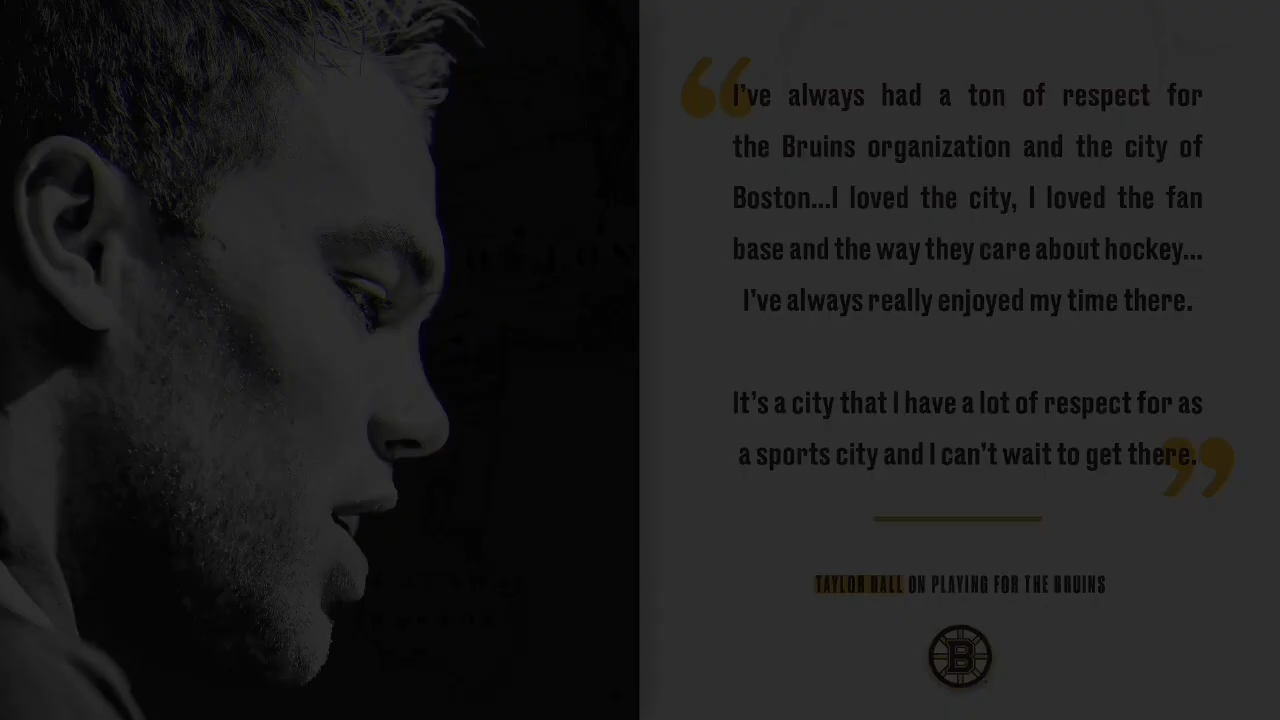 “I’ve always had a ton of respect for
the Bruins organization and the city of
Boston...I loved the city, I loved the fan
base and the way they care about hockey...
I’ve always really enjoyed my time there.
It’s a city that I have a lot of respect for as
a sports city and I can’t wait to get there.”
TAYLOR HALL ON PLAYING FOR THE BRUINS
B